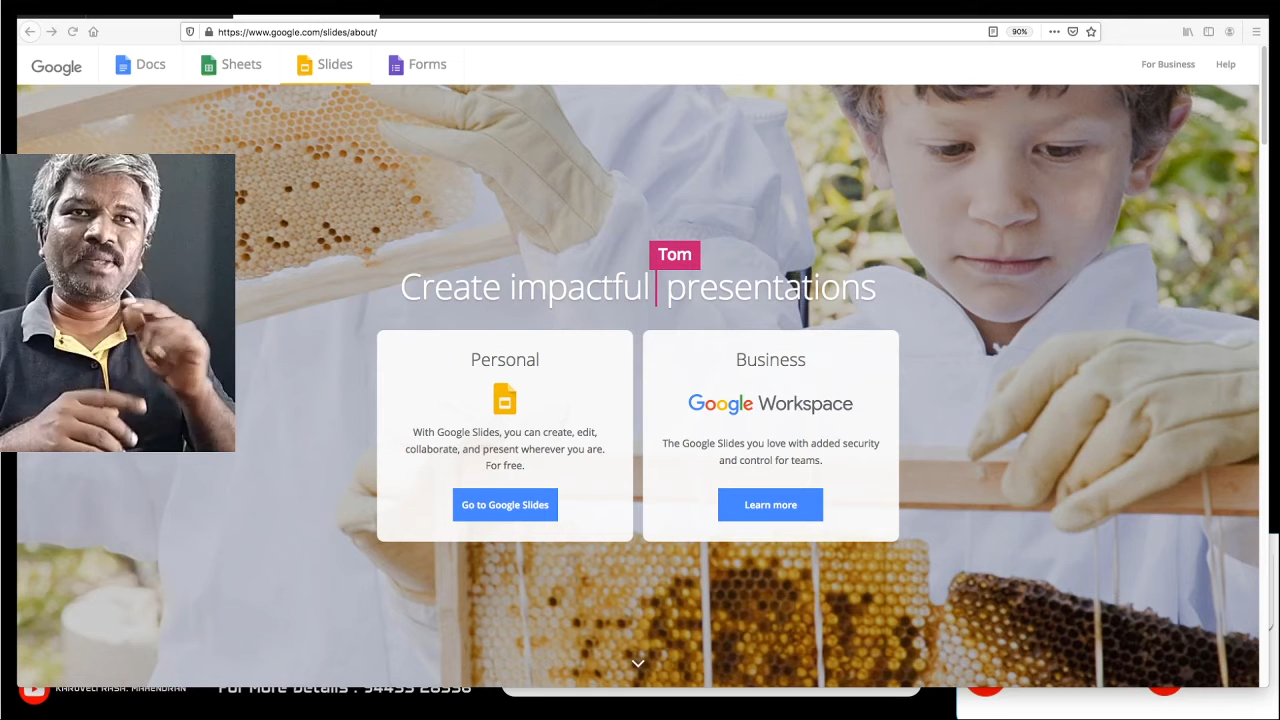 https://www.google.com/slides/about/
90%
Google
Docs
Sheets
Slides
Forms
For Business
Help
Tom
Create impactful presentations
Personal
With Google Slides, you can create, edit,
collaborate, and present wherever you are.
For free.
Go to Google Slides
Business
Google Workspace
The Google Slides you love with added security
and control for teams.
Learn more
For More Details :